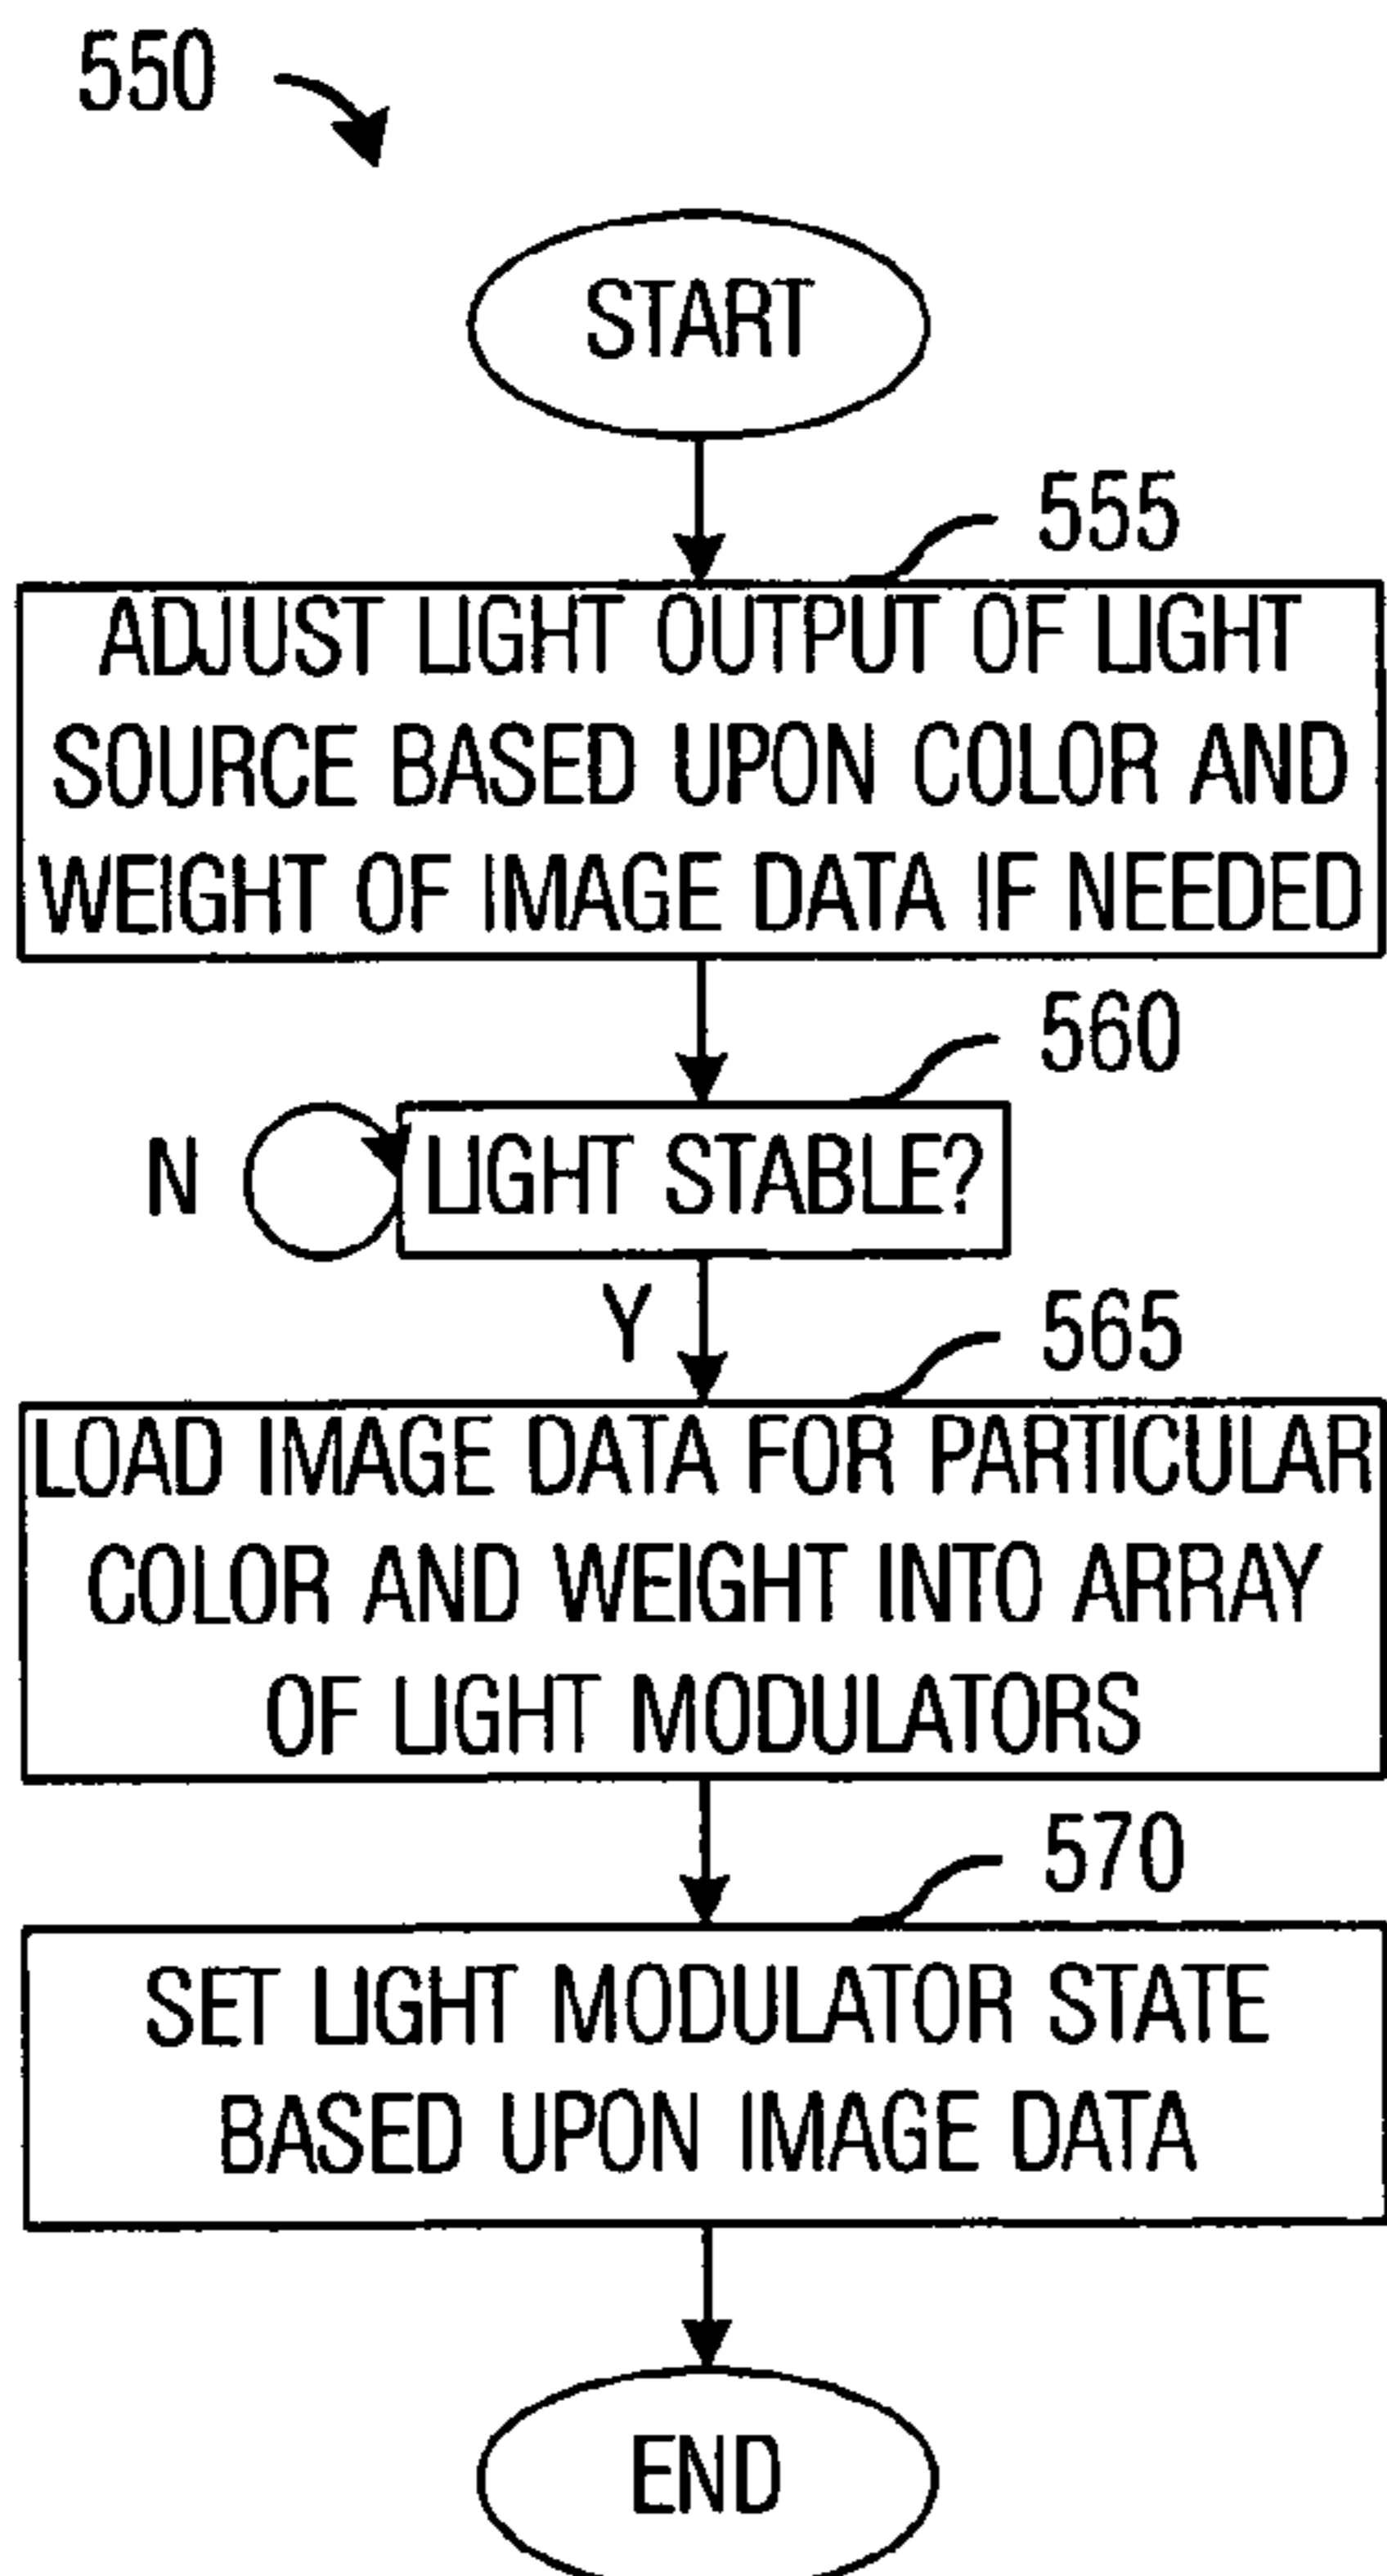 550
START
555
ADJUST LIGHT OUTPUT OF LIGHT
SOURCE BASED UPON COLOR AND
WEIGHT OF IMAGE DATA IF NEEDED
560
N
LIGHT STABLE?
Y
565
LOAD IMAGE DATA FOR PARTICULAR
COLOR AND WEIGHT INTO ARRAY
OF LIGHT MODULATORS
570
SET LIGHT MODULATOR STATE
BASED UPON IMAGE DATA
END